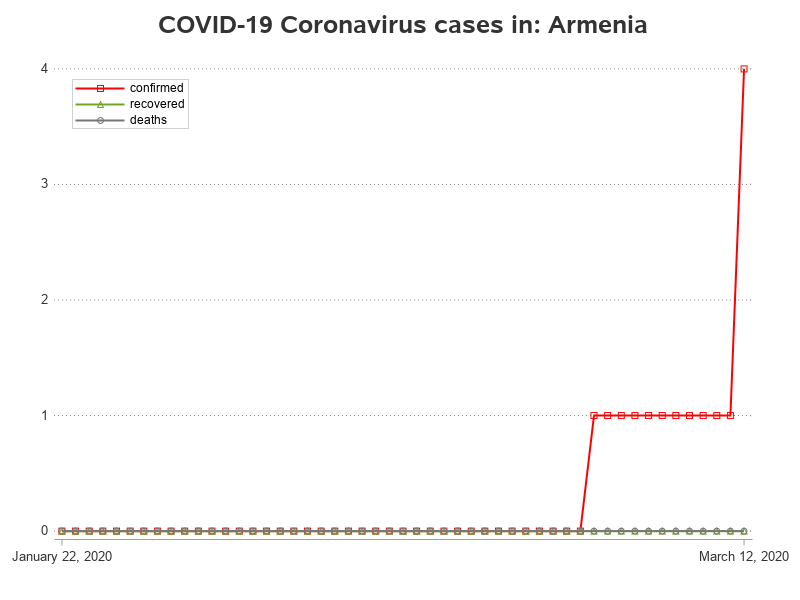 COVID-19 Coronavirus cases in: Armenia
4
confirmed
recovered
deaths
3
2
1
0
January 22, 2020
March 12, 2020